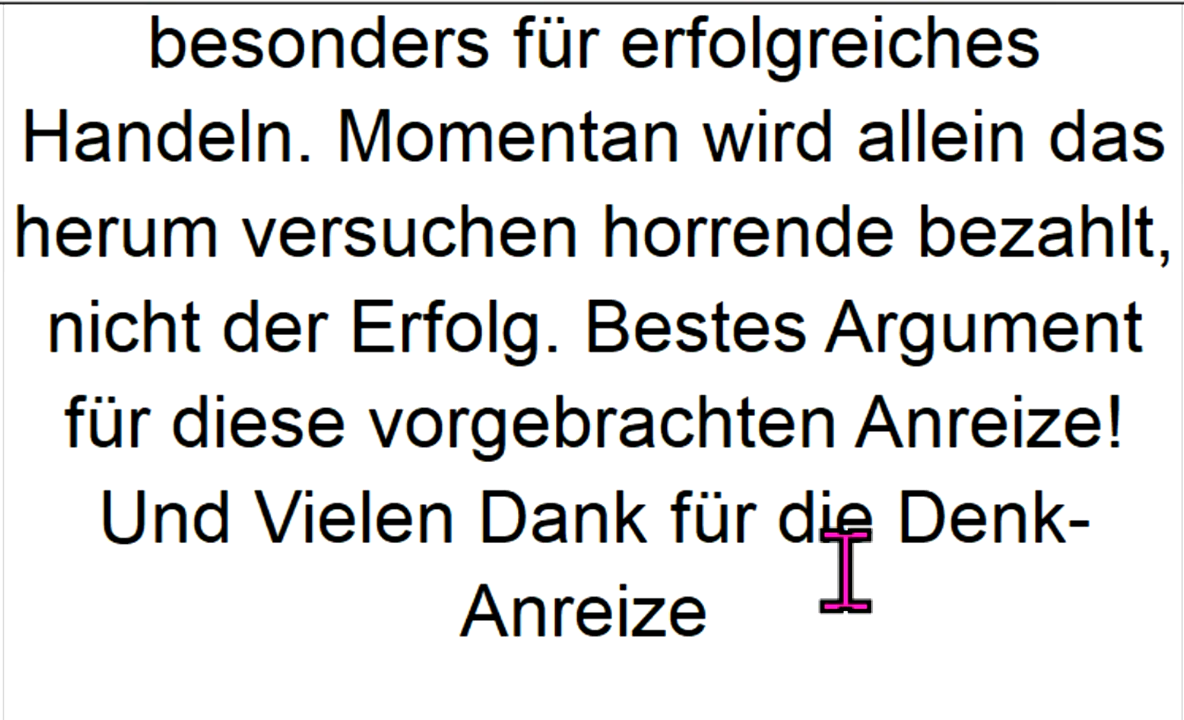 besonders für erfolgreiches
Handeln. Momentan wird allein das
herum versuchen horrende bezahlt,
nicht der Erfolg. Bestes Argument
für diese vorgebrachten Anreize!
Und Vielen Dank für die Denk-
Anreize